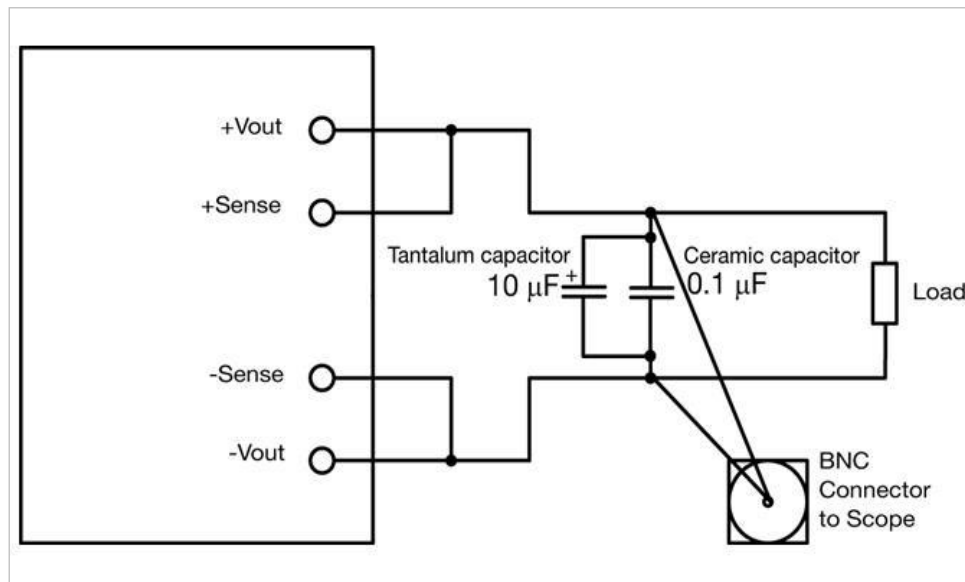 +Vout
+Sense
Tantalum capacitor
10 μF
+
Ceramic capacitor
0.1 μF
Load
-Sense
-Vout
BNC
Connector
to Scope